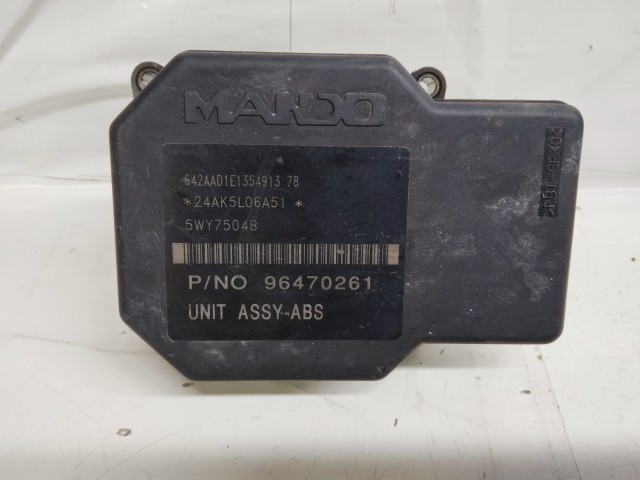 MANDO
642AAD1E1354913 7B
*24AK5L06A51 *
5WY7504B
P/NO 96470261
UNIT ASSY-ABS